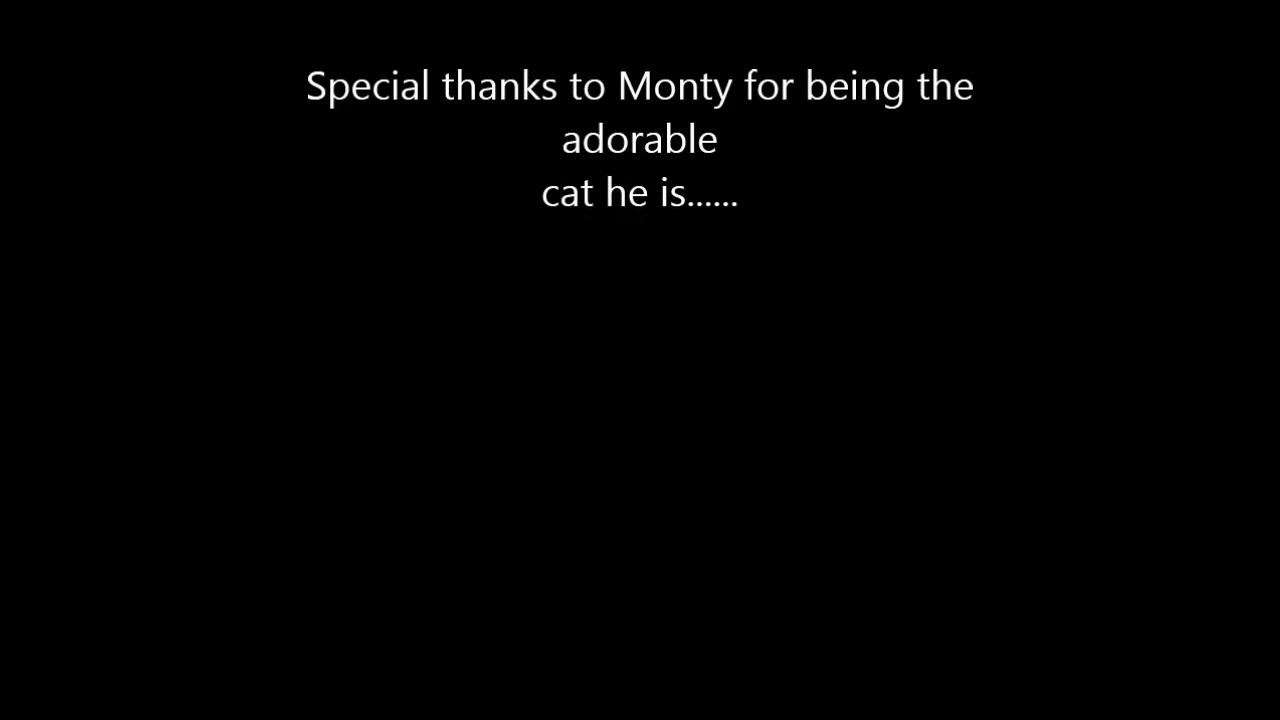 Special thanks to Monty for being the
adorable
cat he is......